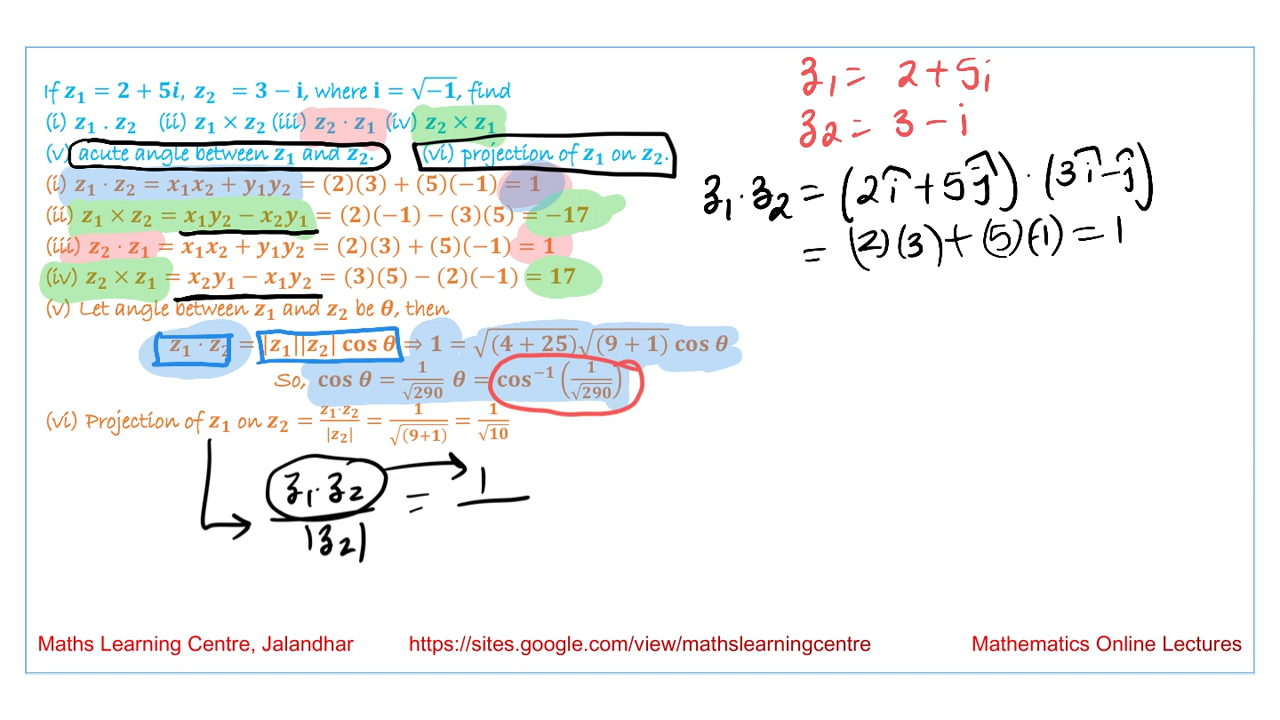 If z₁ = 2 + 5i, z₂ = 3 − i, where i = √−1, find
(i) z₁ . z₂ (ii) z₁ × z₂ (iii) z₂ · z₁ (iv) z₂ × z₁
(v) acute angle between z₁ and z₂. (vi) projection of z₁ on z₂.
(i) z₁ · z₂ = x₁x₂ + y₁y₂ = (2)(3) + (5)(−1) = 1
(ii) z₁ × z₂ = x₁y₂ − x₂y₁ = (2)(−1) − (3)(5) = −17
(iii) z₂ · z₁ = x₁x₂ + y₁y₂ = (2)(3) + (5)(−1) = 1
(iv) z₂ × z₁ = x₂y₁ − x₁y₂ = (3)(5) − (2)(−1) = 17
(v) Let angle between z₁ and z₂ be θ, then
z₁ · z₂ = |z₁||z₂| cos θ ⇒ 1 = √(4 + 25)√(9 + 1) cos θ
So, cos θ = 1/√290 θ = cos⁻¹ (1/√290)
(vi) Projection of z₁ on z₂ = z₁·z₂/|z₂| = 1/√(9+1) = 1/√10
z₁·z₂/|z₂| = 1
z₁ = 2 + 5i
z₂ = 3 − i
z₁·z₂ = (2î + 5ĵ)·(3î − ĵ)
= (2)(3) + (5)(-1) = 1
Maths Learning Centre, Jalandhar https://sites.google.com/view/mathslearningcentre Mathematics Online Lectures